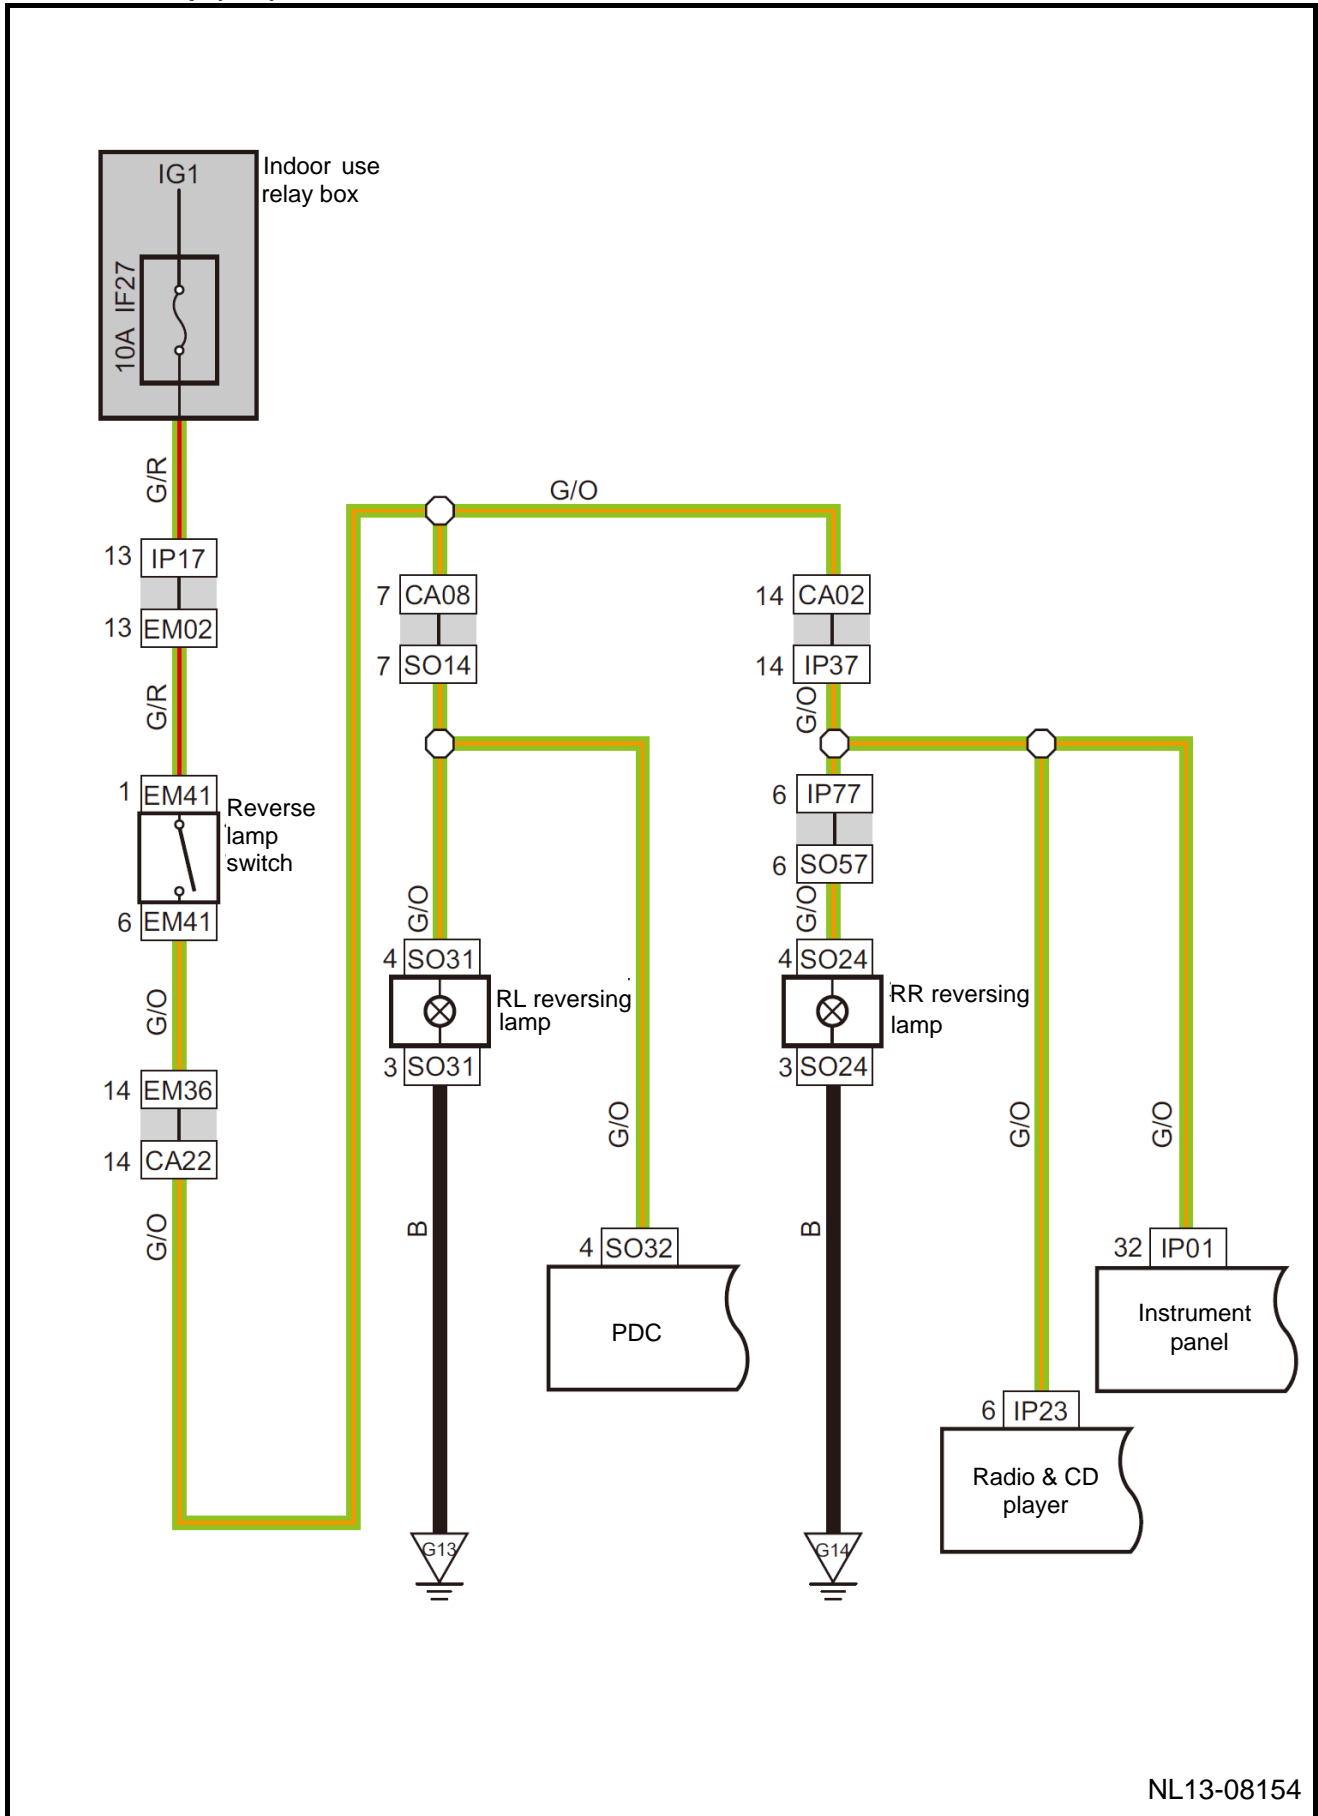 IG1
Indoor use
relay box
10A IF27
G/R
13 IP17
13 EM02
G/R
1 EM41
Reverse
lamp
switch
6 EM41
G/O
14 EM36
14 CA22
G/O
G/O
7 CA08
7 SO14
G/O
4 SO31
RL reversing
lamp
3 SO31
B
G13
G/O
4 SO32
PDC
14 CA02
14 IP37
G/O
6 IP77
6 SO57
G/O
4 SO24
RR reversing
lamp
3 SO24
B
G14
G/O
6 IP23
Radio & CD
player
G/O
32 IP01
Instrument
panel
NL13-08154